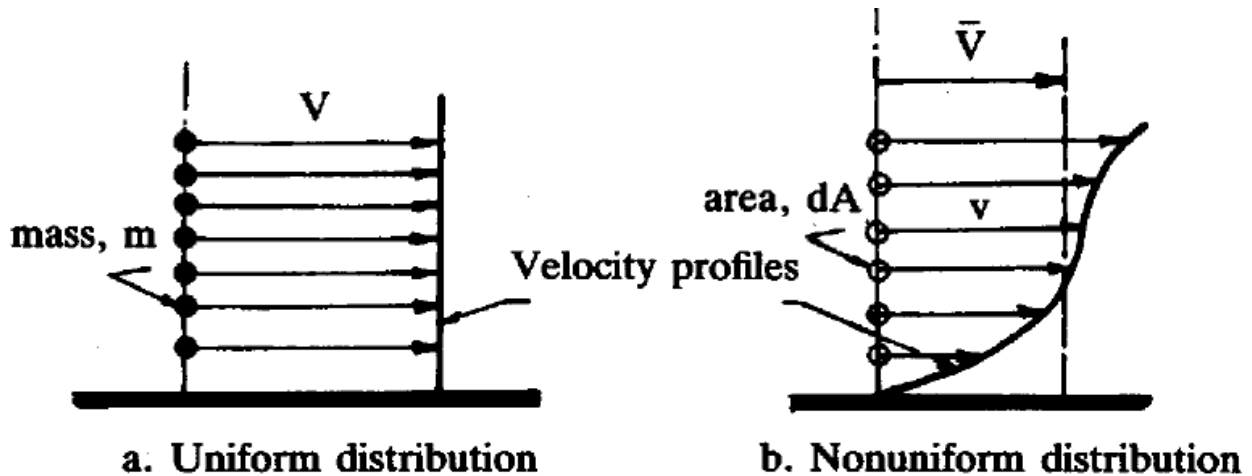 V
mass, m
a. Uniform distribution
Velocity profiles
V̄
area, dA
v
b. Nonuniform distribution